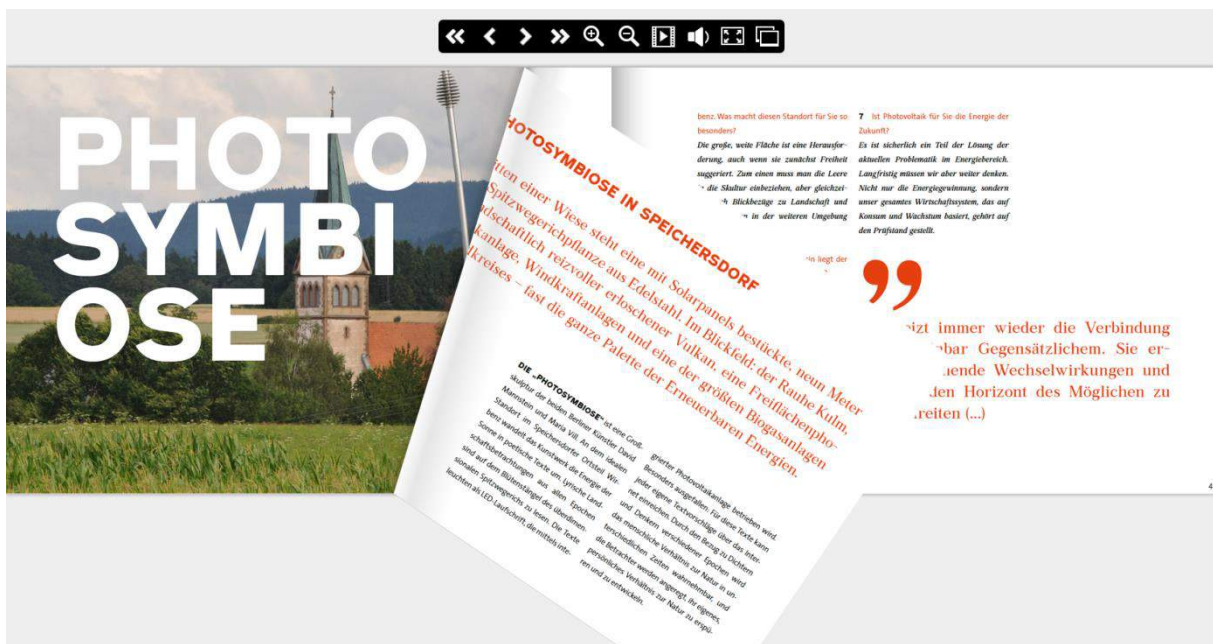 PHOTO
SYMBI
OSE
HOTOSYMBIOSE IN SPEICHERSDORF
itten einer Wiese steht eine mit Solarpanels bestückte, neun Meter
Spitzwegerichpflanze aus Edelstahl. Im Blickfeld: der Rauhe Kulm,
ndschaftlich reizvoller erloschener Vulkan, eine Freiflächenpho-
kanlage, Windkraftanlagen und eine der größten Biogasanlagen
lkreises – fast die ganze Palette der Erneuerbaren Energien.
DIE „PHOTOSYMBIOSE“ ist eine Groß-
skulptur der beiden Berliner Künstler David
Mannstein und Maria Vill. An dem idealen
Standort im Speichersdorfer Ortsteil Wir-
benz wandelt das Kunstwerk die Energie der
Sonne in poetische Texte um. Lyrische Land-
schaftsbetrachtungen aus allen Epochen
sind auf dem Blütenstängel des überdimen-
sionalen Spitzwegerichs zu lesen. Die Texte
leuchten als LED-Laufschrift, die mittels inte-
grierter Photovoltaikanlage betrieben wird.
Besonders ausgefallen: Für diese Texte kann
jeder eigene Textvorschläge über das Inter-
net einreichen. Durch den Bezug zu Dichtern
und Denkern verschiedener Epochen wird
das menschliche Verhältnis zur Natur in un-
terschiedlichen Zeiten wahrnehmbar, und
die Betrachter werden angeregt, ihr eigenes,
persönliches Verhältnis zur Natur zu erspü-
ren und zu entwickeln.
benz. Was macht diesen Standort für Sie so
besonders?
Die große, weite Fläche ist eine Herausfor-
derung, auch wenn sie zunächst Freiheit
suggeriert. Zum einen muss man die Leere
die Skultur einbeziehen, aber gleichzei-
h Blickbezüge zu Landschaft und
n in der weiteren Umgebung
in liegt der
7 Ist Photovoltaik für Sie die Energie der
Zukunft?
Es ist sicherlich ein Teil der Lösung der
aktuellen Problematik im Energiebereich.
Langfristig müssen wir aber weiter denken.
Nicht nur die Energiegewinnung, sondern
unser gesamtes Wirtschaftssystem, das auf
Konsum und Wachstum basiert, gehört auf
den Prüfstand gestellt.
”
eizt immer wieder die Verbindung
nbar Gegensätzlichem. Sie er-
uende Wechselwirkungen und
den Horizont des Möglichen zu
reiten (...)
4